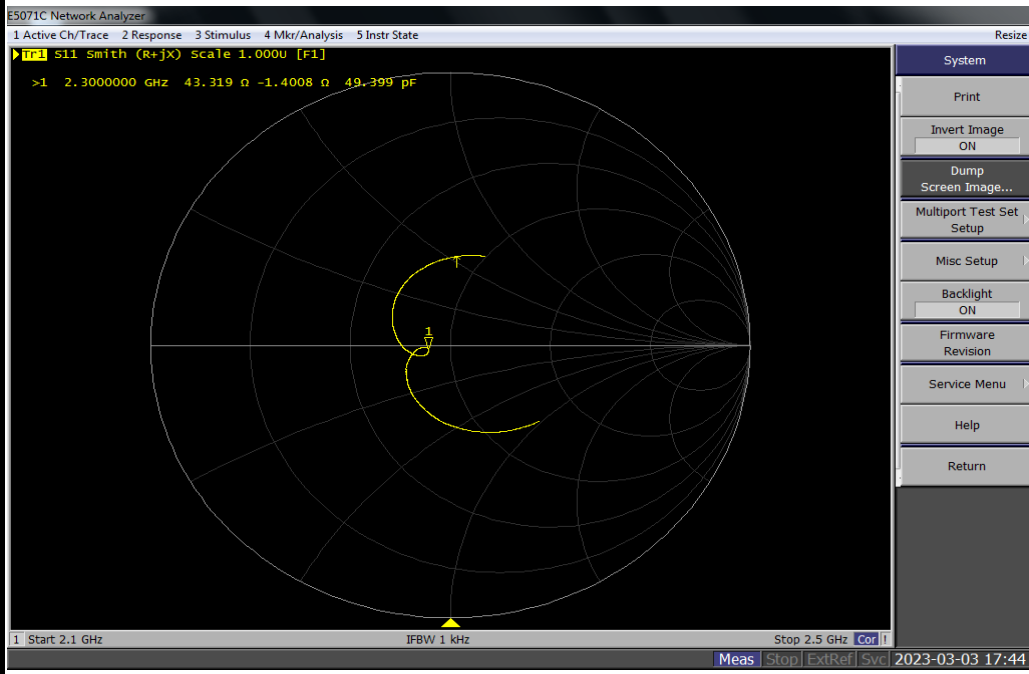 E5071C Network Analyzer
1 Active Ch/Trace 2 Response 3 Stimulus 4 Mkr/Analysis 5 Instr State
Resize
Tr1 S11 Smith (R+jX) Scale 1.000U [F1]
>1 2.3000000 GHz 43.319 Ω -1.4008 Ω 49.399 pF
1
System
Print
Invert Image
ON
Dump
Screen Image...
Multiport Test Set
Setup
Misc Setup
Backlight
ON
Firmware
Revision
Service Menu
Help
Return
1 Start 2.1 GHz
IFBW 1 kHz
Stop 2.5 GHz Cor !
Meas Stop ExtRef Svc 2023-03-03 17:44